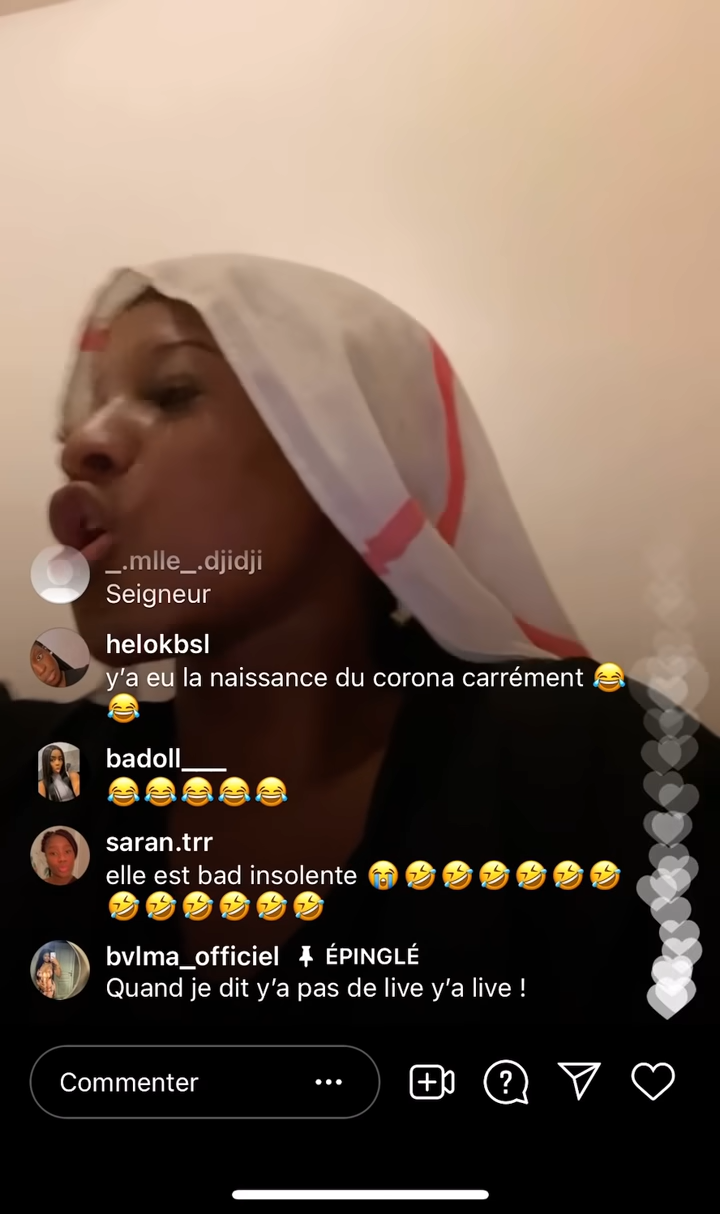 _.mlle_.djidji
Seigneur
helokbsl
y’a eu la naissance du corona carrément 😂
😂
badoll___
😂😂😂😂😂
saran.trr
elle est bad insolente 😭🤣🤣🤣🤣🤣🤣
🤣🤣🤣🤣🤣🤣
bvlma_officiel 📌 ÉPINGLÉ
Quand je dit y’a pas de live y’a live !
Commenter